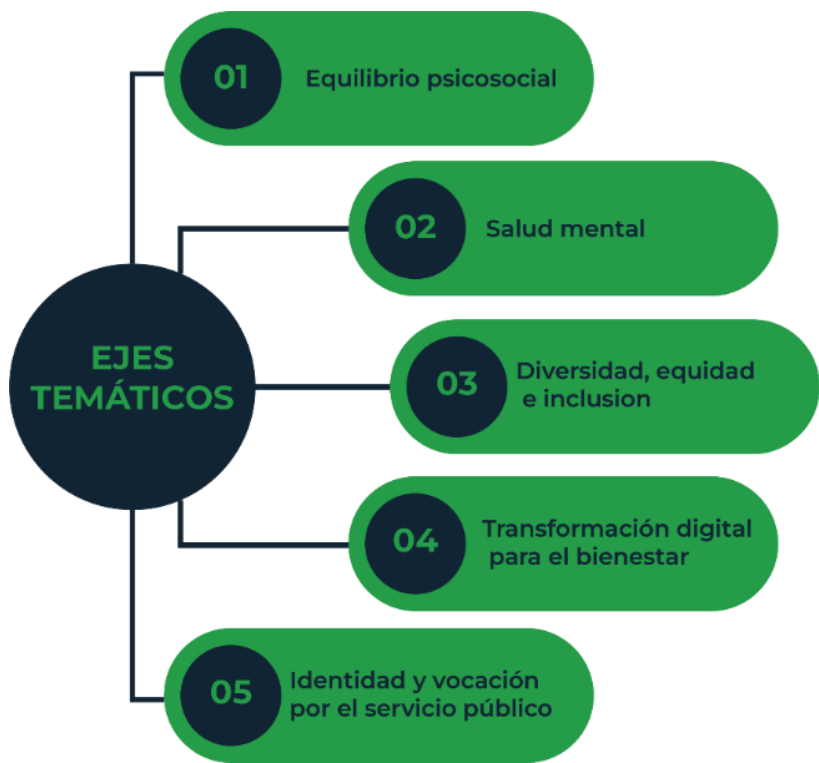 01
Equilibrio psicosocial
02
Salud mental
EJES
TEMÁTICOS
03
Diversidad, equidad
e inclusion
04
Transformación digital
para el bienestar
05
Identidad y vocación
por el servicio público